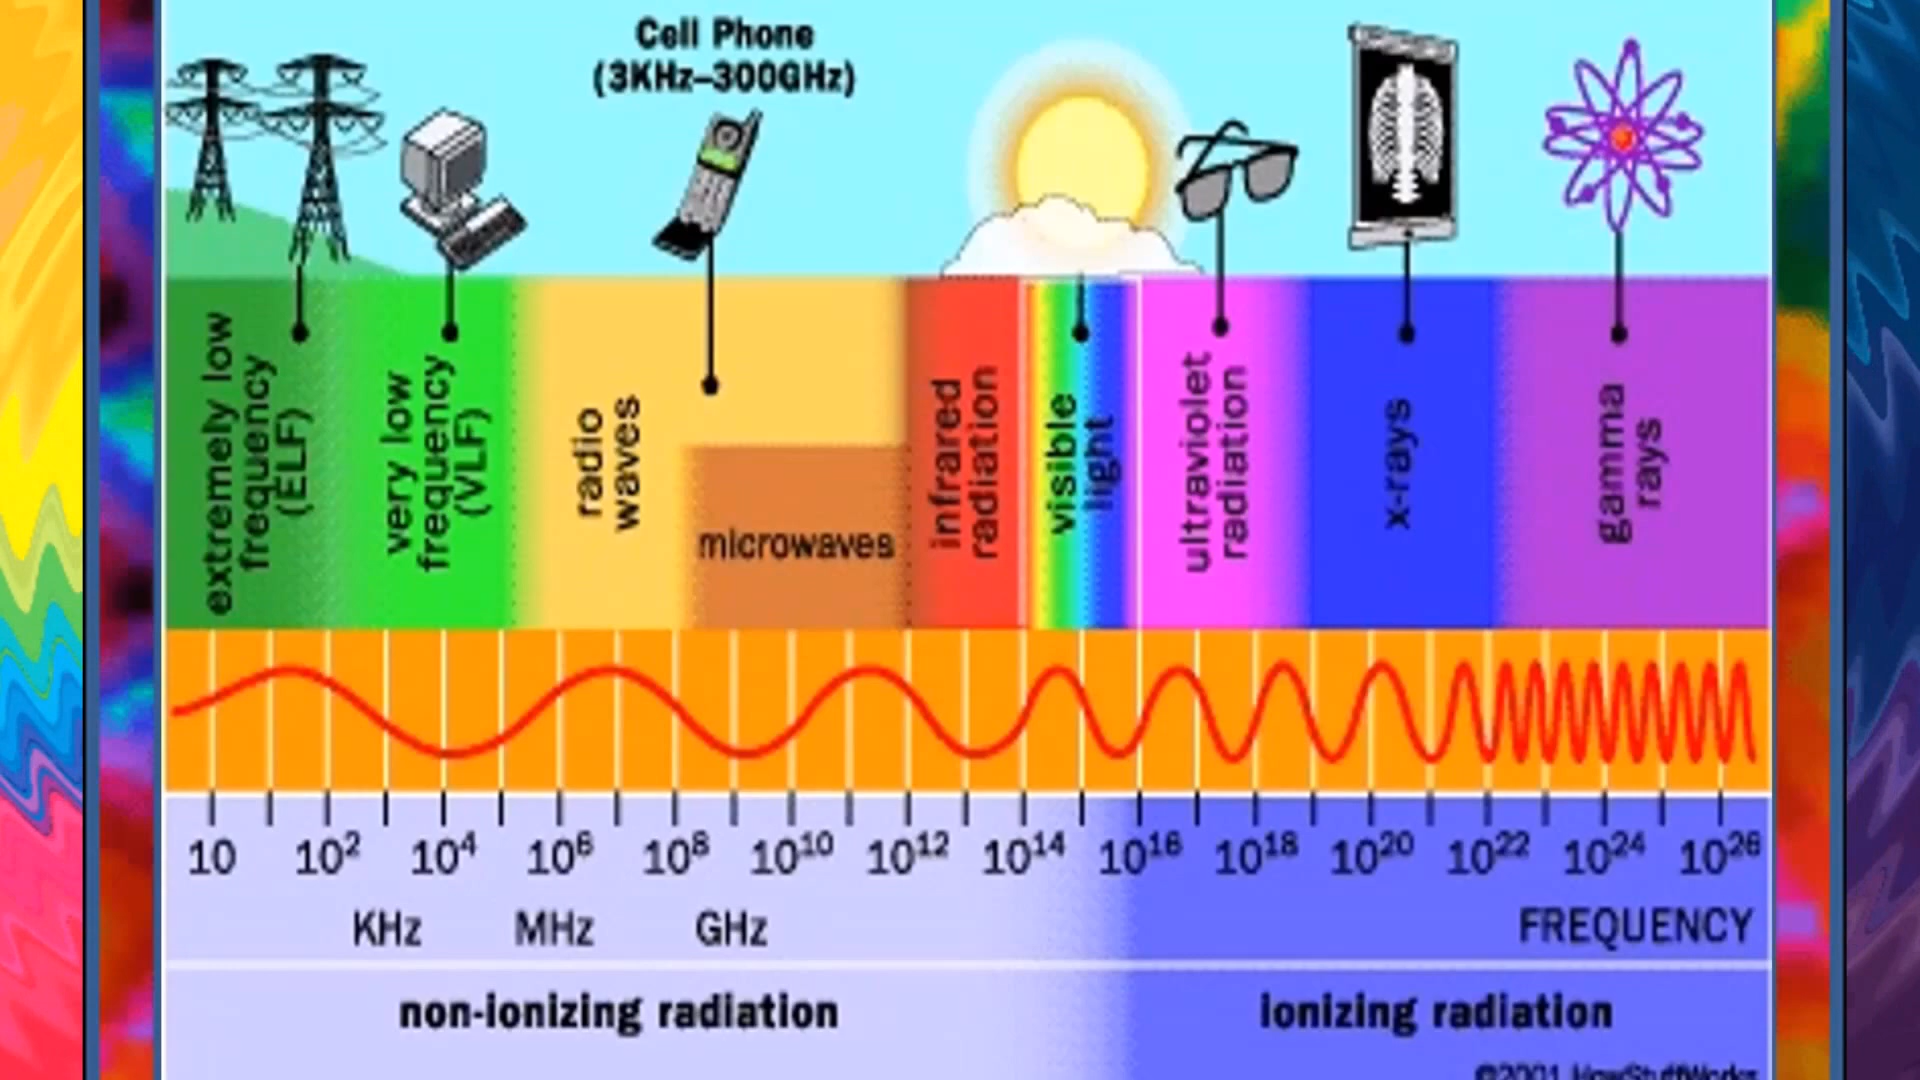 Cell Phone
(3KHz–300GHz)
extremely low
frequency
(ELF)
very low
frequency
(VLF)
radio
waves
microwaves
infrared
radiation
visible
light
ultraviolet
radiation
x-rays
gamma
rays
10 10² 10⁴ 10⁶ 10⁸ 10¹⁰ 10¹² 10¹⁴ 10¹⁶ 10¹⁸ 10²⁰ 10²² 10²⁴ 10²⁶
KHz MHz GHz FREQUENCY
non-ionizing radiation ionizing radiation
©2001 HowStuffWorks